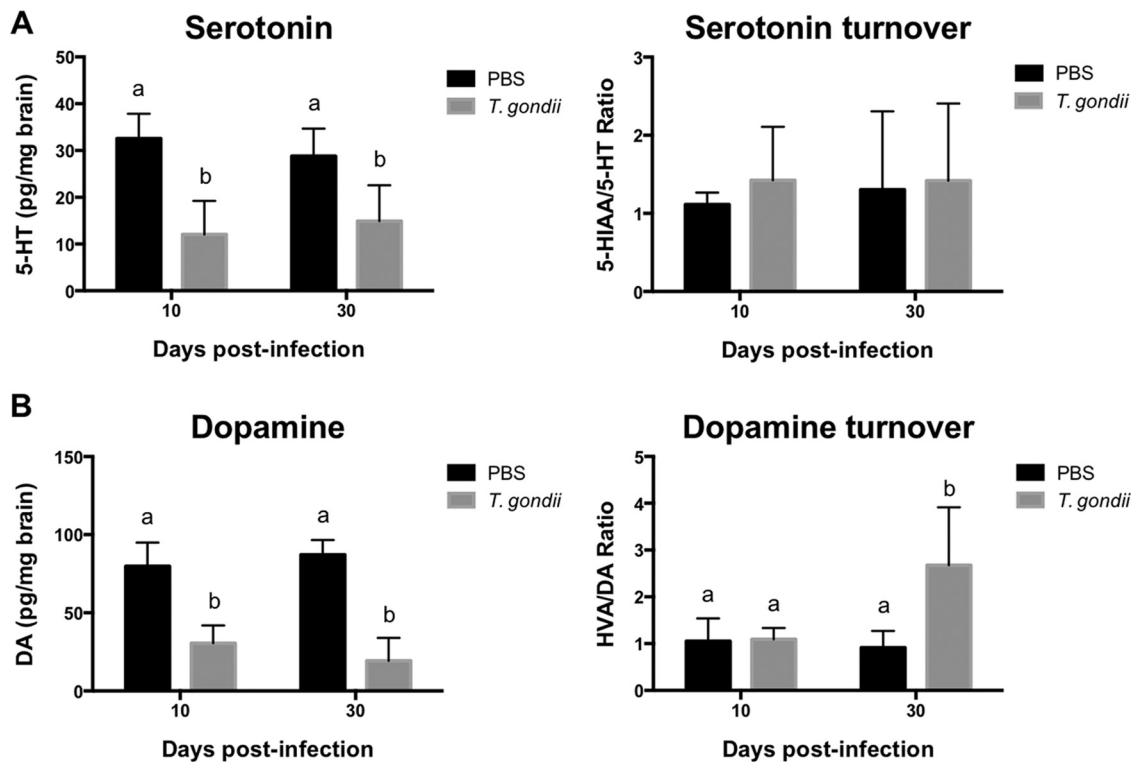 A
Serotonin
50
40
30
20
10
0
5-HT (pg/mg brain)
a
b
a
b
PBS
T. gondii
10
30
Days post-infection
Serotonin turnover
3
2
1
0
5-HIAA/5-HT Ratio
PBS
T. gondii
10
30
Days post-infection
B
Dopamine
150
100
50
0
DA (pg/mg brain)
a
b
a
b
PBS
T. gondii
10
30
Days post-infection
Dopamine turnover
5
4
3
2
1
0
HVA/DA Ratio
a
a
a
b
PBS
T. gondii
10
30
Days post-infection